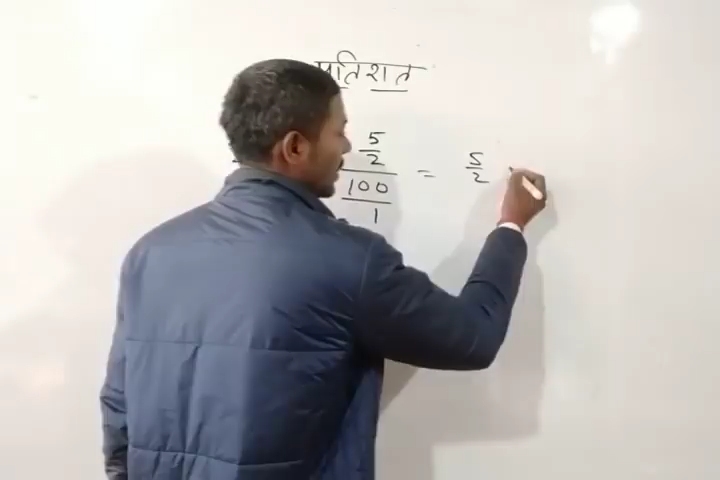 प्रतिशत
5/2
100/1
= 5/2